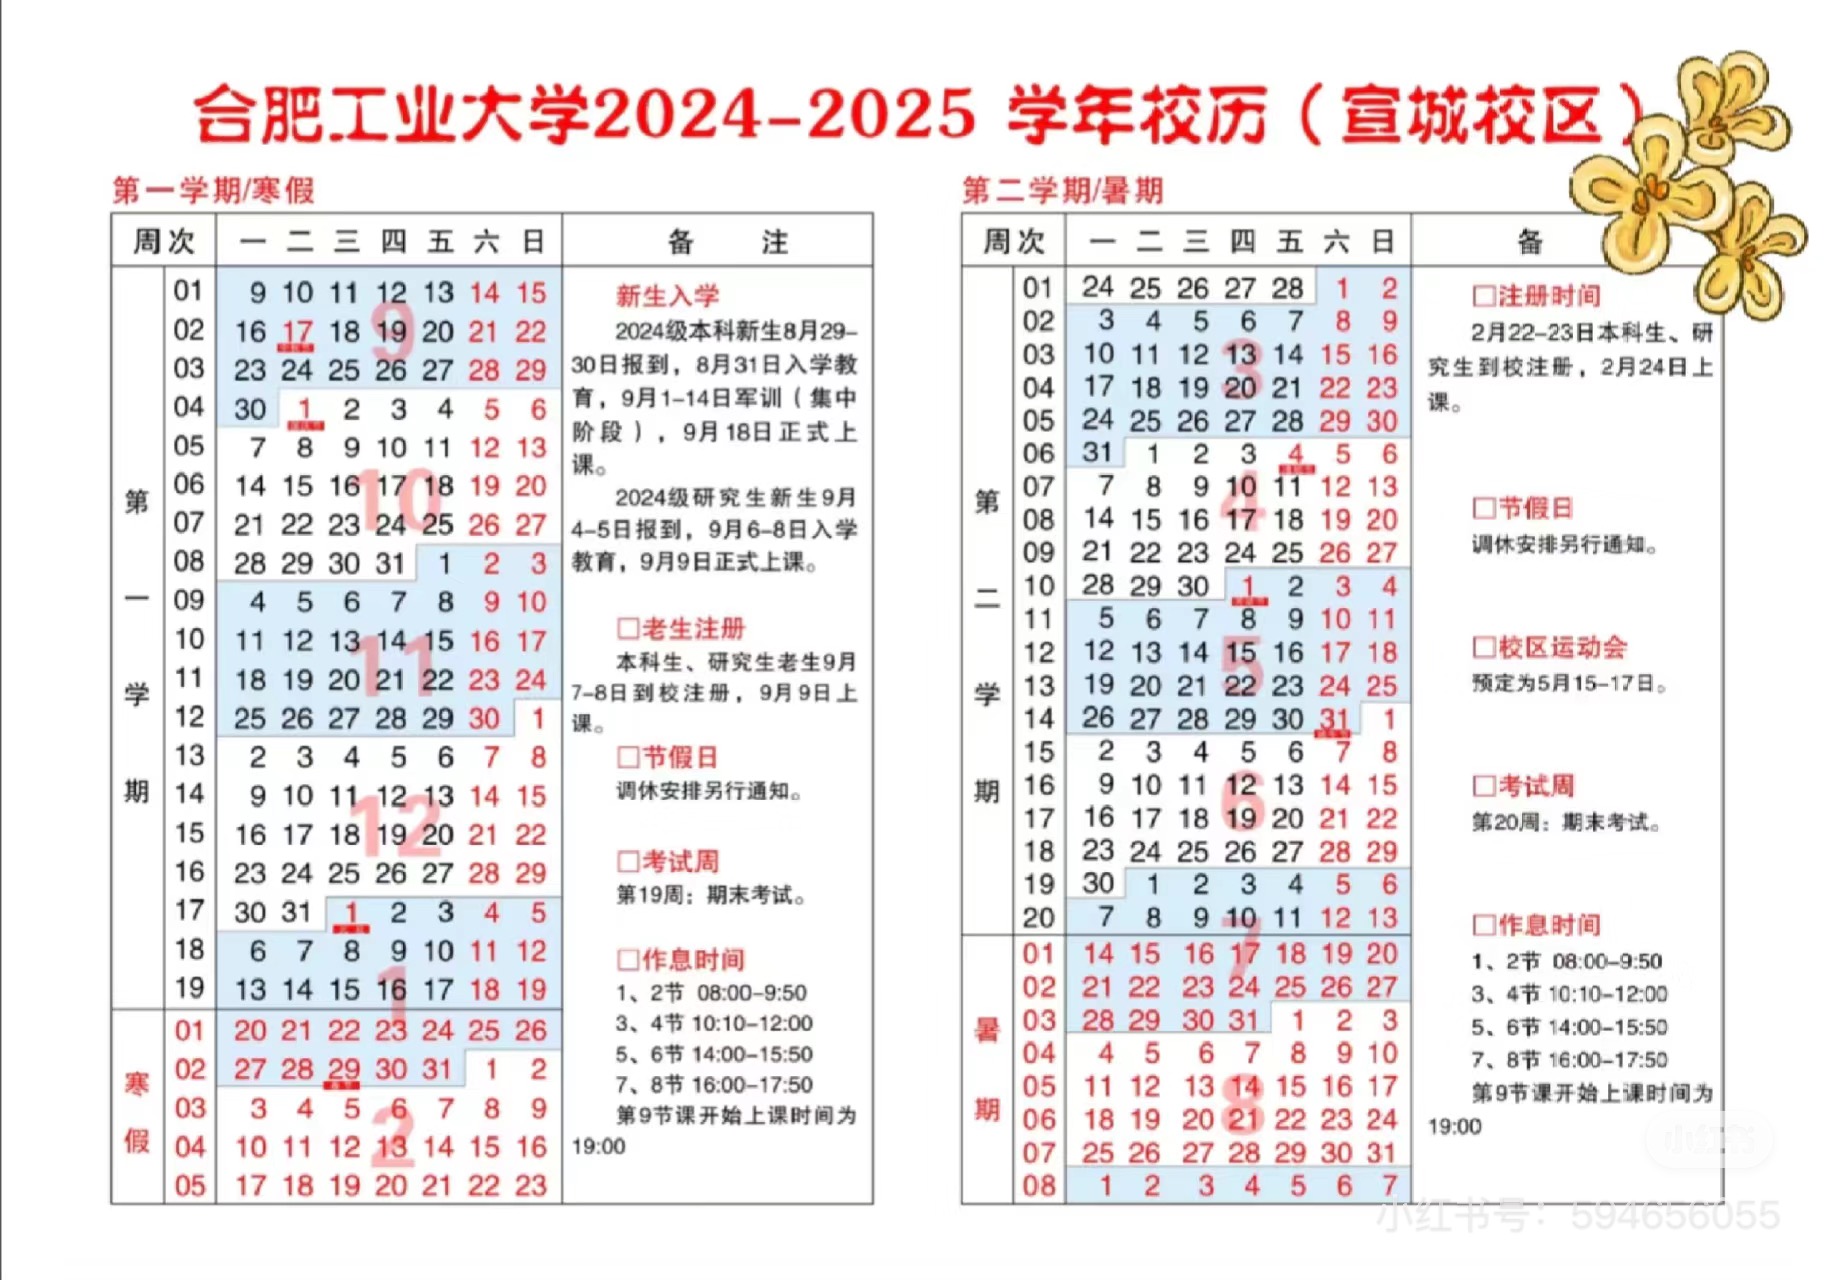 合肥工业大学2024-2025 学年校历（宣城校区）
第一学期/寒假
周次 一 二 三 四 五 六 日 备 注
第一学期
01 9 10 11 12 13 14 15
02 16 17 18 19 20 21 22
03 23 24 25 26 27 28 29
04 30 1 2 3 4 5 6
05 7 8 9 10 11 12 13
06 14 15 16 17 18 19 20
07 21 22 23 24 25 26 27
08 28 29 30 31 1 2 3
09 4 5 6 7 8 9 10
10 11 12 13 14 15 16 17
11 18 19 20 21 22 23 24
12 25 26 27 28 29 30 1
13 2 3 4 5 6 7 8
14 9 10 11 12 13 14 15
15 16 17 18 19 20 21 22
16 23 24 25 26 27 28 29
17 30 31 1 2 3 4 5
18 6 7 8 9 10 11 12
19 13 14 15 16 17 18 19
寒假
01 20 21 22 23 24 25 26
02 27 28 29 30 31 1 2
03 3 4 5 6 7 8 9
04 10 11 12 13 14 15 16
05 17 18 19 20 21 22 23
9
10
11
12
1
2
新生入学
2024级本科新生8月29-
30日报到，8月31日入学教
育，9月1-14日军训（集中
阶段），9月18日正式上
课。
2024级研究生新生9月
4-5日报到，9月6-8日入学
教育，9月9日正式上课。
□老生注册
本科生、研究生老生9月
7-8日到校注册，9月9日上
课。
□节假日
调休安排另行通知。
□考试周
第19周：期末考试。
□作息时间
1、2节 08:00-9:50
3、4节 10:10-12:00
5、6节 14:00-15:50
7、8节 16:00-17:50
第9节课开始上课时间为
19:00
第二学期/暑期
周次 一 二 三 四 五 六 日 备
第二学期
01 24 25 26 27 28 1 2
02 3 4 5 6 7 8 9
03 10 11 12 13 14 15 16
04 17 18 19 20 21 22 23
05 24 25 26 27 28 29 30
06 31 1 2 3 4 5 6
07 7 8 9 10 11 12 13
08 14 15 16 17 18 19 20
09 21 22 23 24 25 26 27
10 28 29 30 1 2 3 4
11 5 6 7 8 9 10 11
12 12 13 14 15 16 17 18
13 19 20 21 22 23 24 25
14 26 27 28 29 30 31 1
15 2 3 4 5 6 7 8
16 9 10 11 12 13 14 15
17 16 17 18 19 20 21 22
18 23 24 25 26 27 28 29
19 30 1 2 3 4 5 6
20 7 8 9 10 11 12 13
暑期
01 14 15 16 17 18 19 20
02 21 22 23 24 25 26 27
03 28 29 30 31 1 2 3
04 4 5 6 7 8 9 10
05 11 12 13 14 15 16 17
06 18 19 20 21 22 23 24
07 25 26 27 28 29 30 31
08 1 2 3 4 5 6 7
3
4
5
6
7
8
□注册时间
2月22-23日本科生、研
究生到校注册，2月24日上
课。
□节假日
调休安排另行通知。
□校区运动会
预定为5月15-17日。
□考试周
第20周：期末考试。
□作息时间
1、2节 08:00-9:50
3、4节 10:10-12:00
5、6节 14:00-15:50
7、8节 16:00-17:50
第9节课开始上课时间为
19:00
小红书
小红书号：594656055